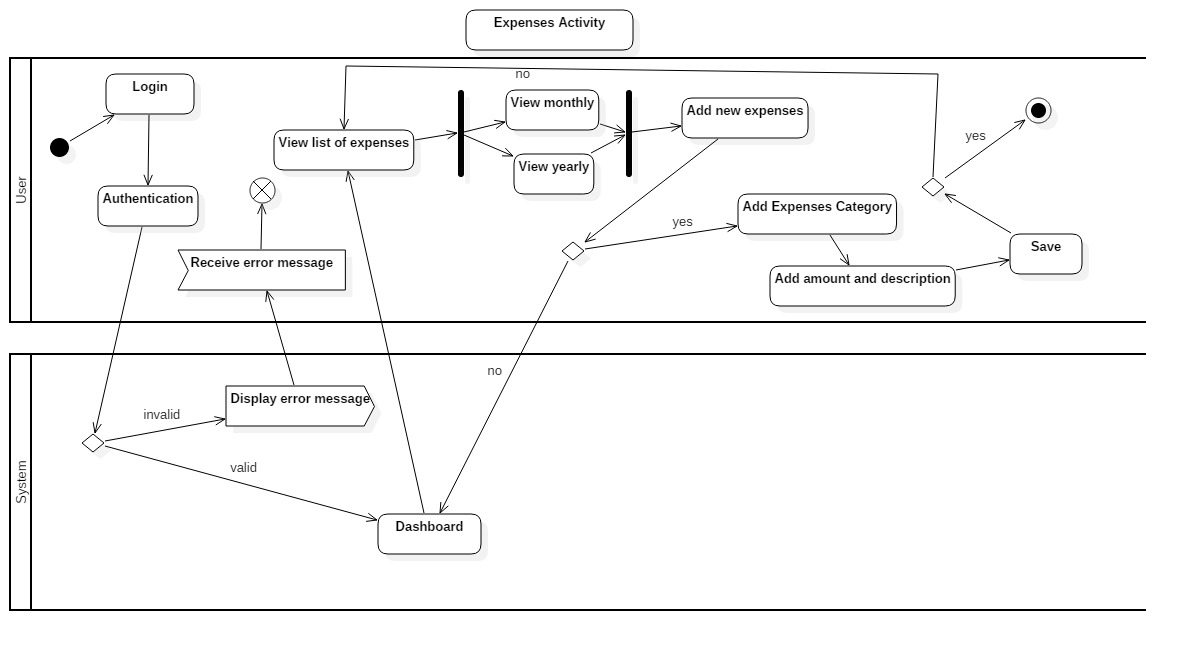 Expenses Activity
User
no
Login
View monthly
Add new expenses
yes
View list of expenses
View yearly
Authentication
Add Expenses Category
yes
Save
Receive error message
Add amount and description
System
no
Display error message
invalid
valid
Dashboard